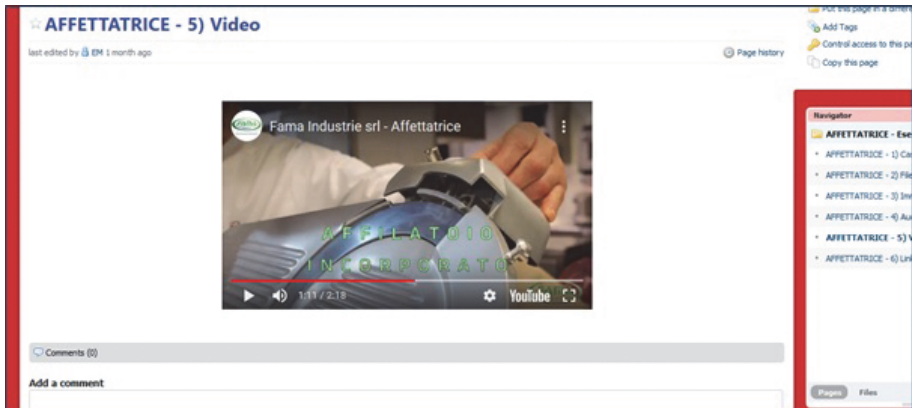 AFFETTATRICE - 5) Video
last edited by EM 1 month ago
Page history
Fama Industrie srl - Affettatrice
AFFILATOIO
INCORPORATO
1:11 / 2:18
YouTube
Comments (0)
Add a comment
Put this page in a differen
Add Tags
Control access to this pa
Copy this page
Navigator
AFFETTATRICE - Ese
AFFETTATRICE - 1) Ca
AFFETTATRICE - 2) File
AFFETTATRICE - 3) Im
AFFETTATRICE - 4) Au
AFFETTATRICE - 5) V
AFFETTATRICE - 6) Lin
Pages
Files